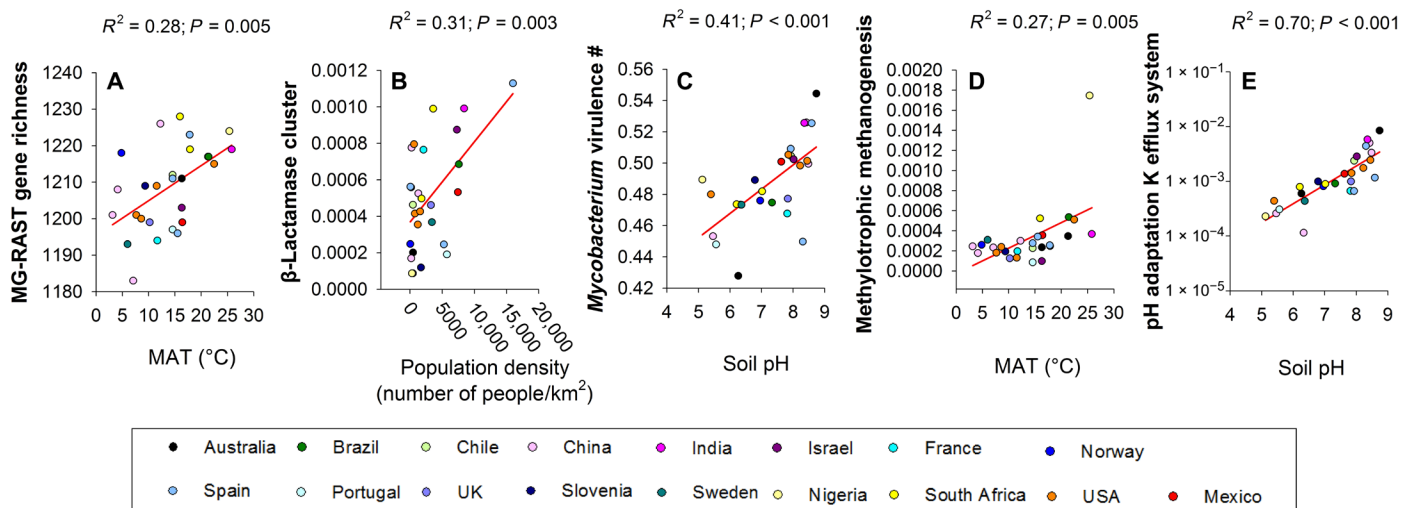 R² = 0.28; P = 0.005
R² = 0.31; P = 0.003
R² = 0.41; P < 0.001
R² = 0.27; P = 0.005
R² = 0.70; P < 0.001
A
MG-RAST gene richness
1240
1230
1220
1210
1200
1190
1180
0 5 10 15 20 25 30
MAT (°C)
B
β-Lactamase cluster
0.0012
0.0010
0.0008
0.0006
0.0004
0.0002
0.0000
0 5000 10,000 15,000 20,000
Population density
(number of people/km²)
C
Mycobacterium virulence #
0.56
0.54
0.52
0.50
0.48
0.46
0.44
0.42
4 5 6 7 8 9
Soil pH
D
Methylotrophic methanogenesis
0.0020
0.0018
0.0016
0.0014
0.0012
0.0010
0.0008
0.0006
0.0004
0.0002
0.0000
0 5 10 15 20 25 30
MAT (°C)
E
pH adaptation K efflux system
1 × 10⁻¹
1 × 10⁻²
1 × 10⁻³
1 × 10⁻⁴
1 × 10⁻⁵
4 5 6 7 8 9
Soil pH
Australia Brazil Chile China India Israel France Norway
Spain Portugal UK Slovenia Sweden Nigeria South Africa USA Mexico